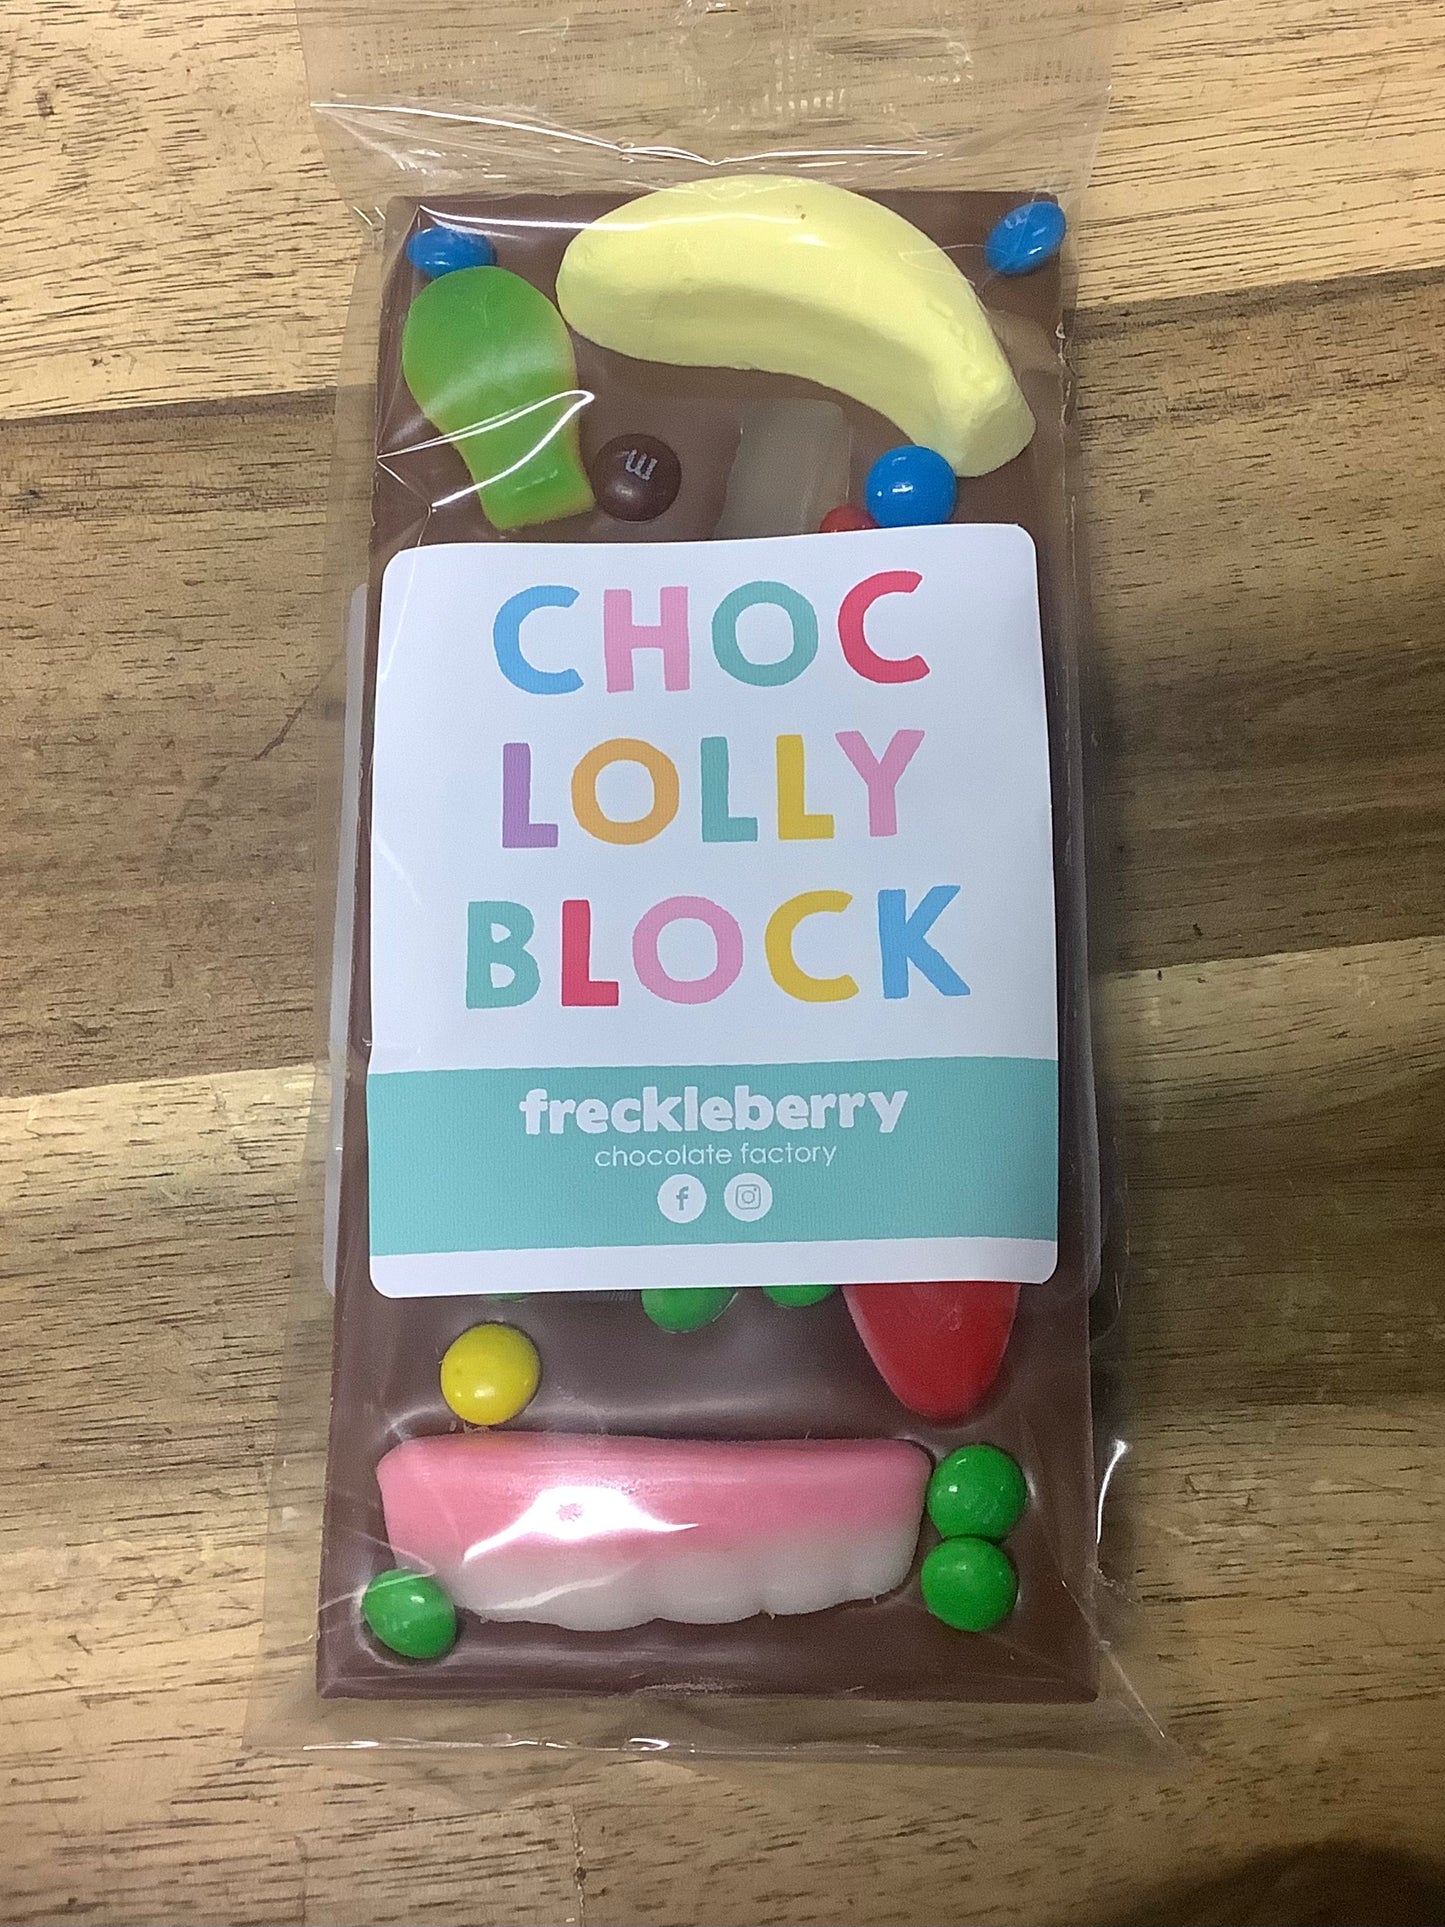 m
CHOC
LOLLY
BLOCK
freckleberry
chocolate factory
f